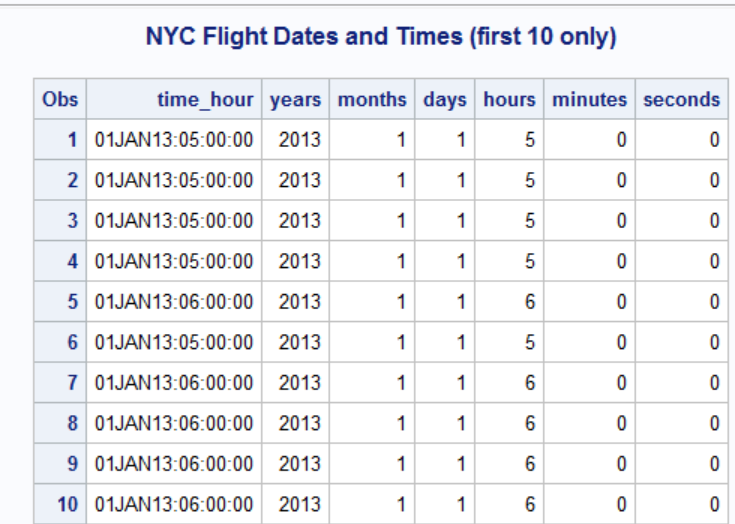 NYC Flight Dates and Times (first 10 only)
Obs time_hour years months days hours minutes seconds
1 01JAN13:05:00:00 2013 1 1 5 0 0
2 01JAN13:05:00:00 2013 1 1 5 0 0
3 01JAN13:05:00:00 2013 1 1 5 0 0
4 01JAN13:05:00:00 2013 1 1 5 0 0
5 01JAN13:06:00:00 2013 1 1 6 0 0
6 01JAN13:05:00:00 2013 1 1 5 0 0
7 01JAN13:06:00:00 2013 1 1 6 0 0
8 01JAN13:06:00:00 2013 1 1 6 0 0
9 01JAN13:06:00:00 2013 1 1 6 0 0
10 01JAN13:06:00:00 2013 1 1 6 0 0